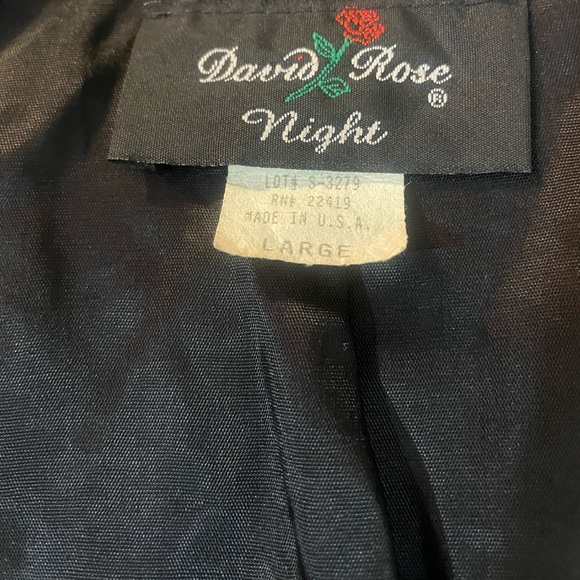 David Rose ®
Night
LOT# S-3279
RN# 22419
MADE IN U.S.A.
LARGE